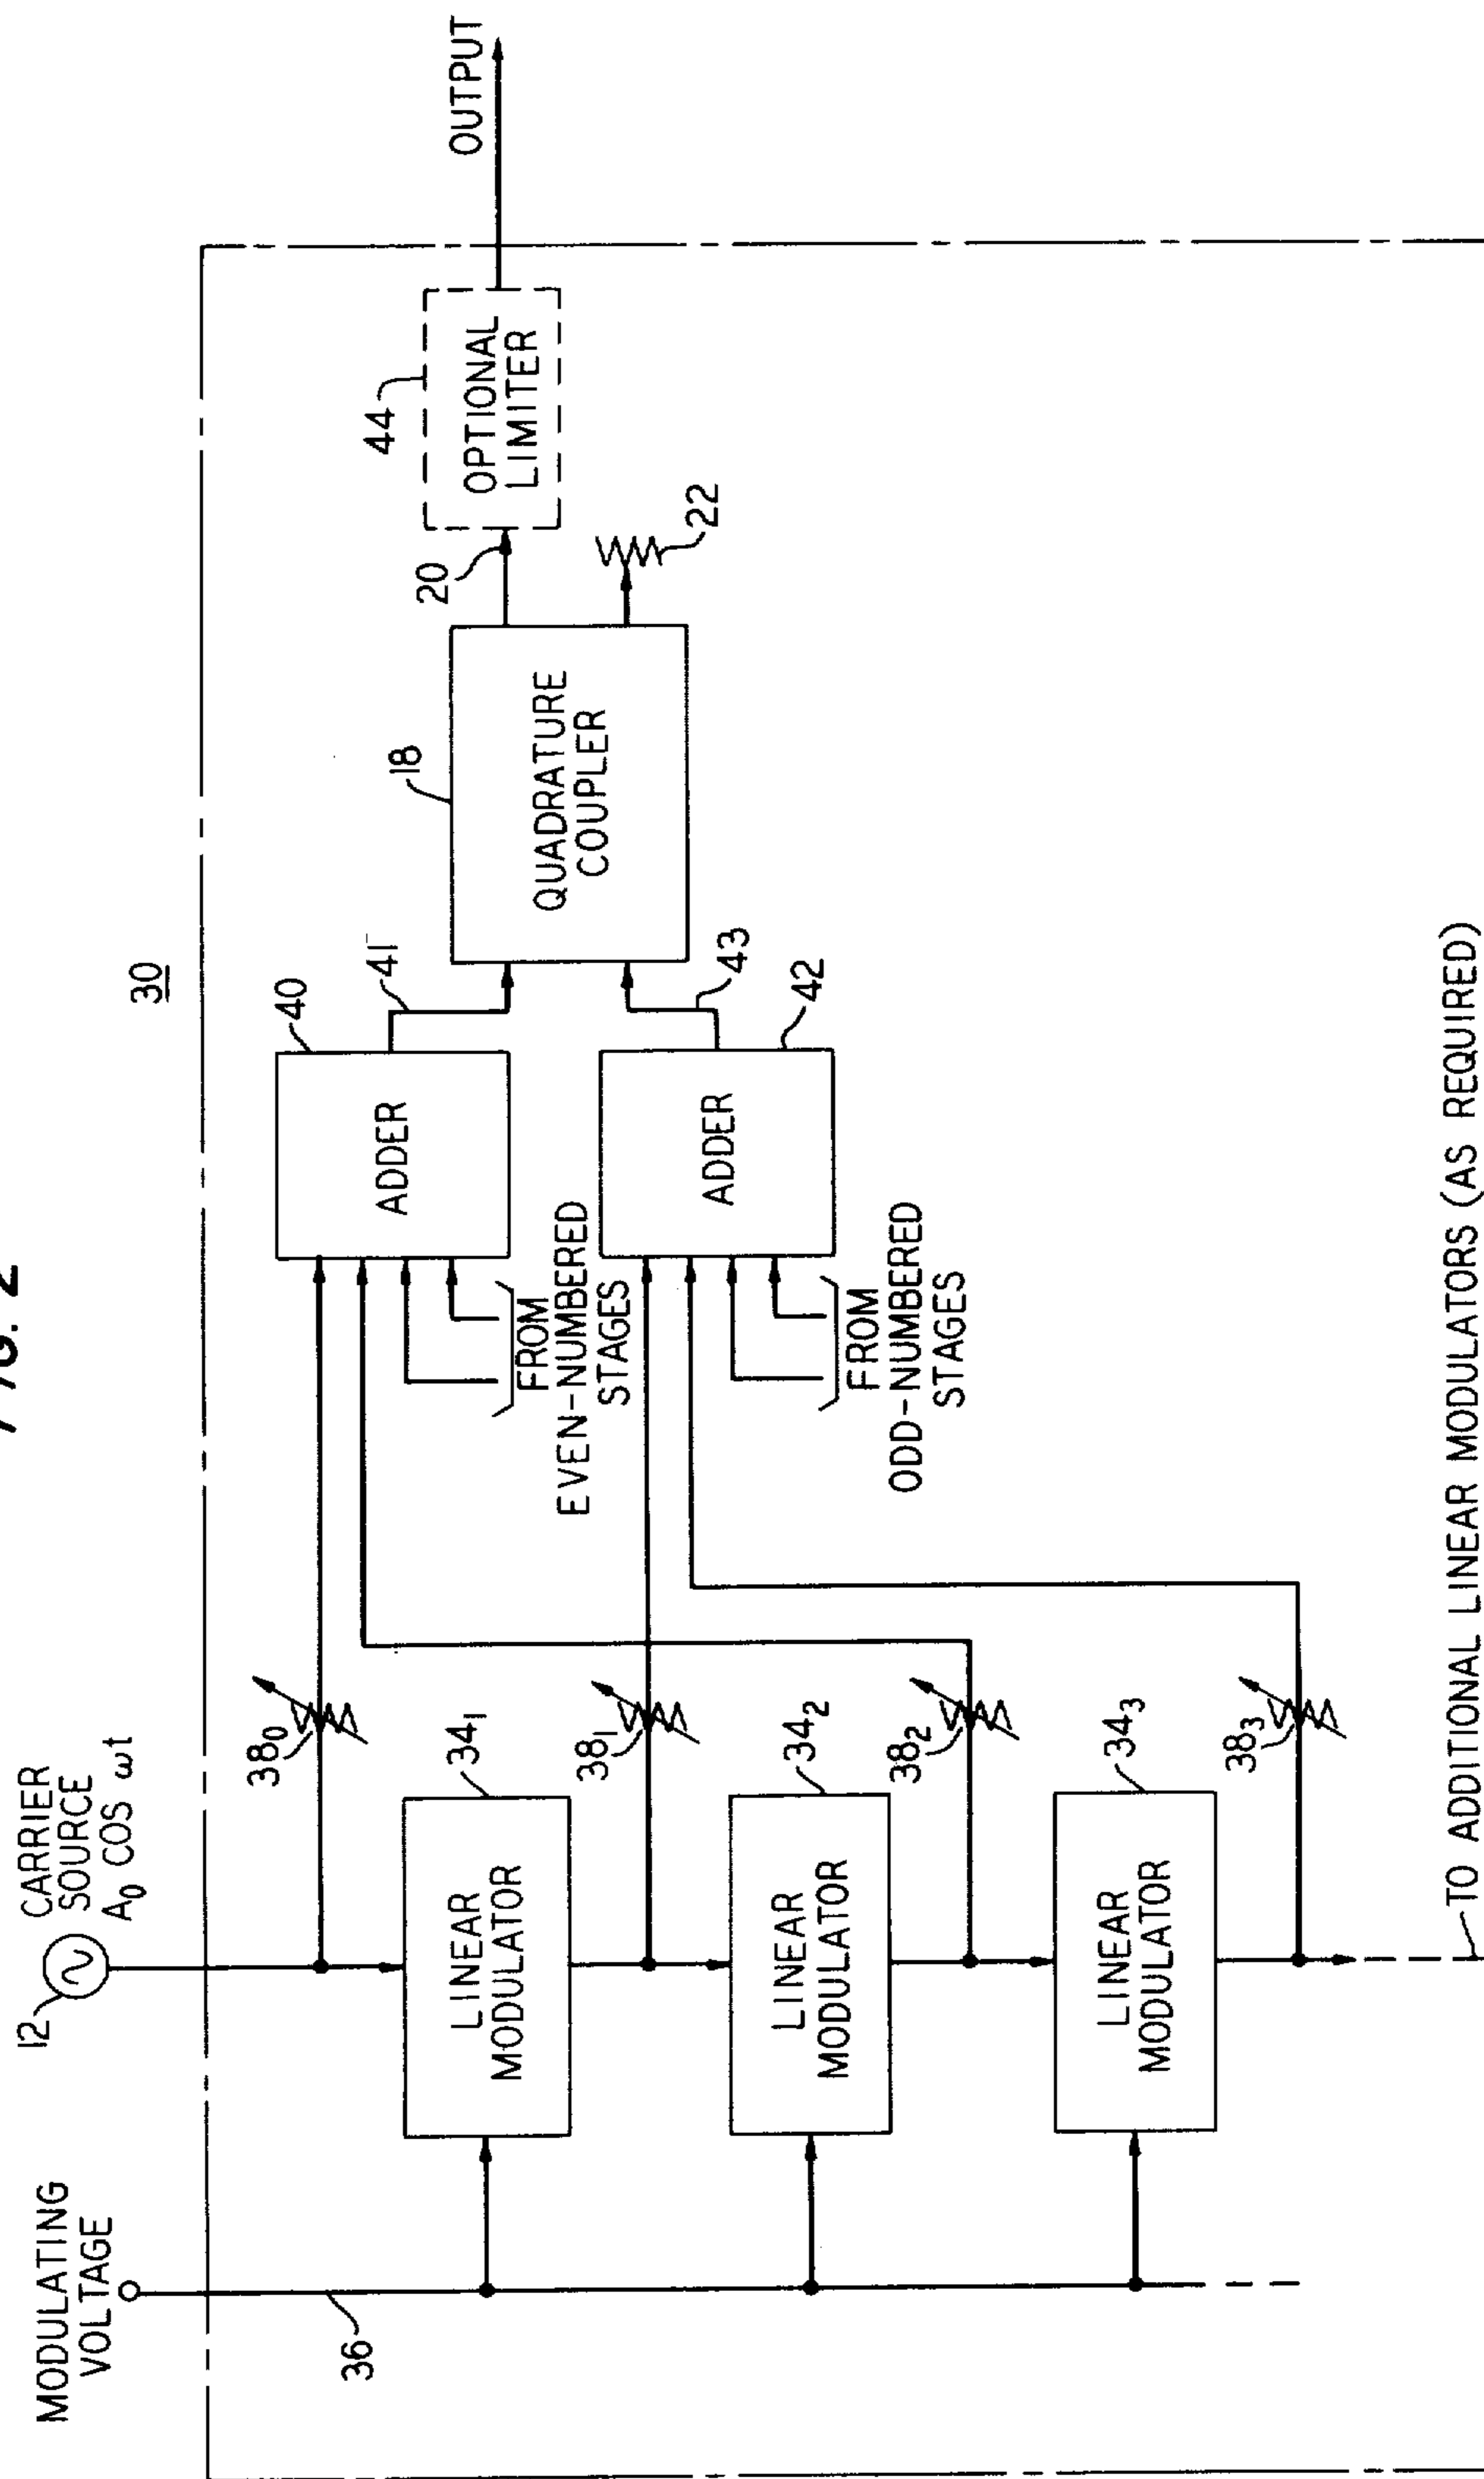 FIG. 2
30
MODULATING
VOLTAGE
36
12
CARRIER
SOURCE
A₀ COS ωt
38₀
LINEAR
MODULATOR
34₁
38₁
LINEAR
MODULATOR
34₂
38₂
LINEAR
MODULATOR
34₃
38₃
TO ADDITIONAL LINEAR MODULATORS (AS REQUIRED)
40
ADDER
41
FROM
EVEN-NUMBERED
STAGES
ADDER
42
43
FROM
ODD-NUMBERED
STAGES
18
QUADRATURE
COUPLER
20
22
44
OPTIONAL
LIMITER
OUTPUT